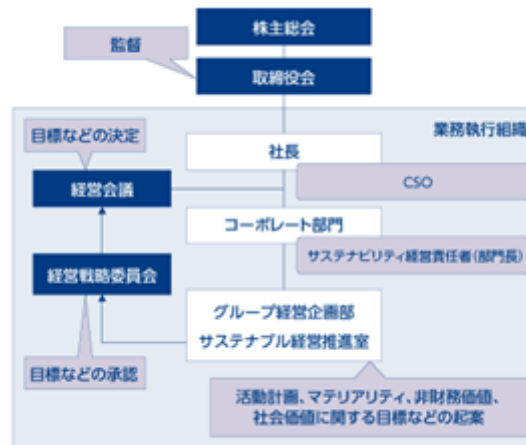 株主総会
監督
取締役会
業務執行組織
目標などの決定
社長
経営会議
CSO
コーポレート部門
サステナビリティ経営責任者(部門長)
経営戦略委員会
グループ経営企画部
サステナブル経営推進室
目標などの承認
活動計画、マテリアリティ、非財務価値、
社会価値に関する目標などの起案